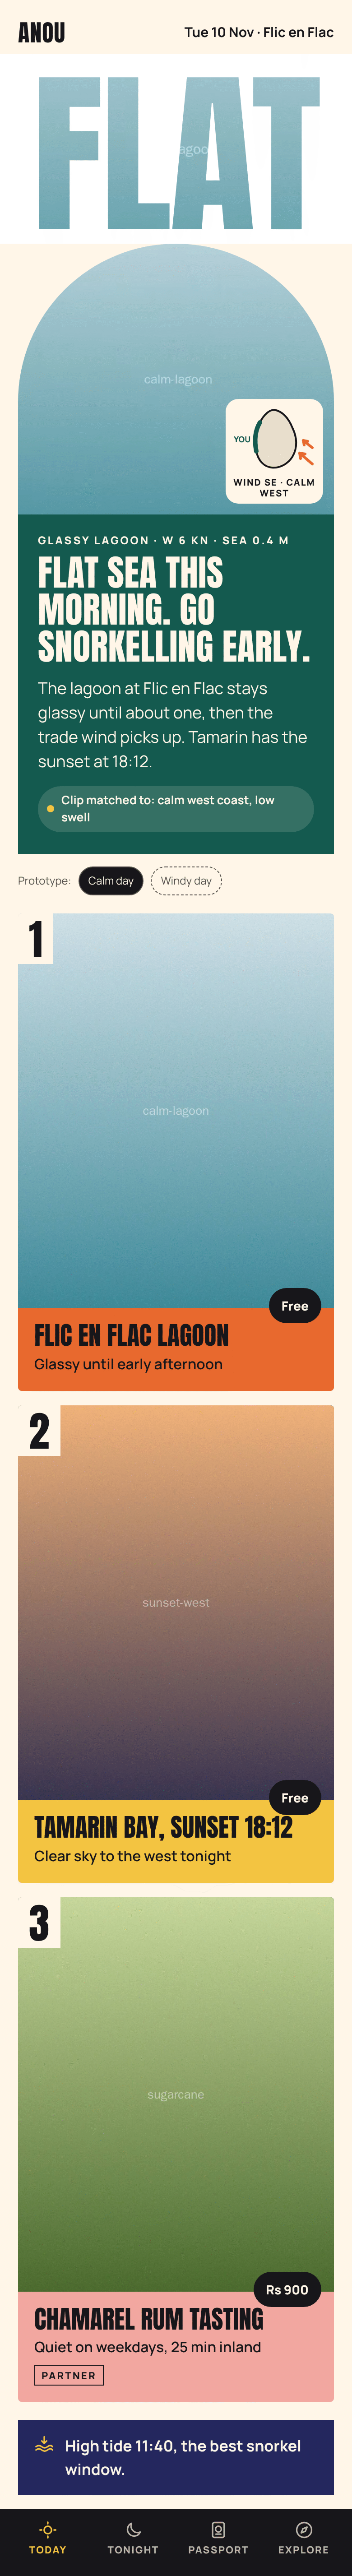 ANOU
Tue 10 Nov · Flic en Flac
FLAT
agoo
calm-lagoon
YOU
WIND SE · CALM
WEST
GLASSY LAGOON · W 6 KN · SEA 0.4 M
FLAT SEA THIS
MORNING. GO
SNORKELLING EARLY.
The lagoon at Flic en Flac stays
glassy until about one, then the
trade wind picks up. Tamarin has the
sunset at 18:12.
Clip matched to: calm west coast, low
swell
Prototype: Calm day Windy day
1
calm-lagoon
Free
FLIC EN FLAC LAGOON
Glassy until early afternoon
2
sunset-west
Free
TAMARIN BAY, SUNSET 18:12
Clear sky to the west tonight
3
sugarcane
Rs 900
CHAMAREL RUM TASTING
Quiet on weekdays, 25 min inland
PARTNER
High tide 11:40, the best snorkel
window.
TODAY TONIGHT PASSPORT EXPLORE